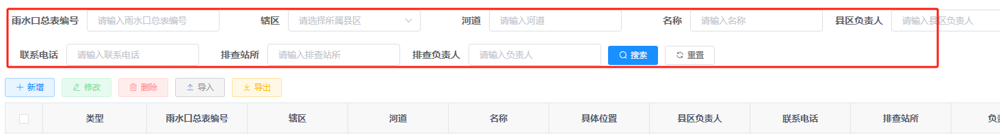 雨水口总表编号 请输入雨水口总表编号 辖区 请选择所属县区 河道 请输入河道 名称 请输入名称 县区负责人 请输入县区负责人
联系电话 请输入联系电话 排查站所 请输入排查站所 排查负责人 请输入负责人 搜索 重置
新增 修改 删除 导入 导出
类型 雨水口总表编号 辖区 河道 名称 具体位置 县区负责人 联系电话 排查站所